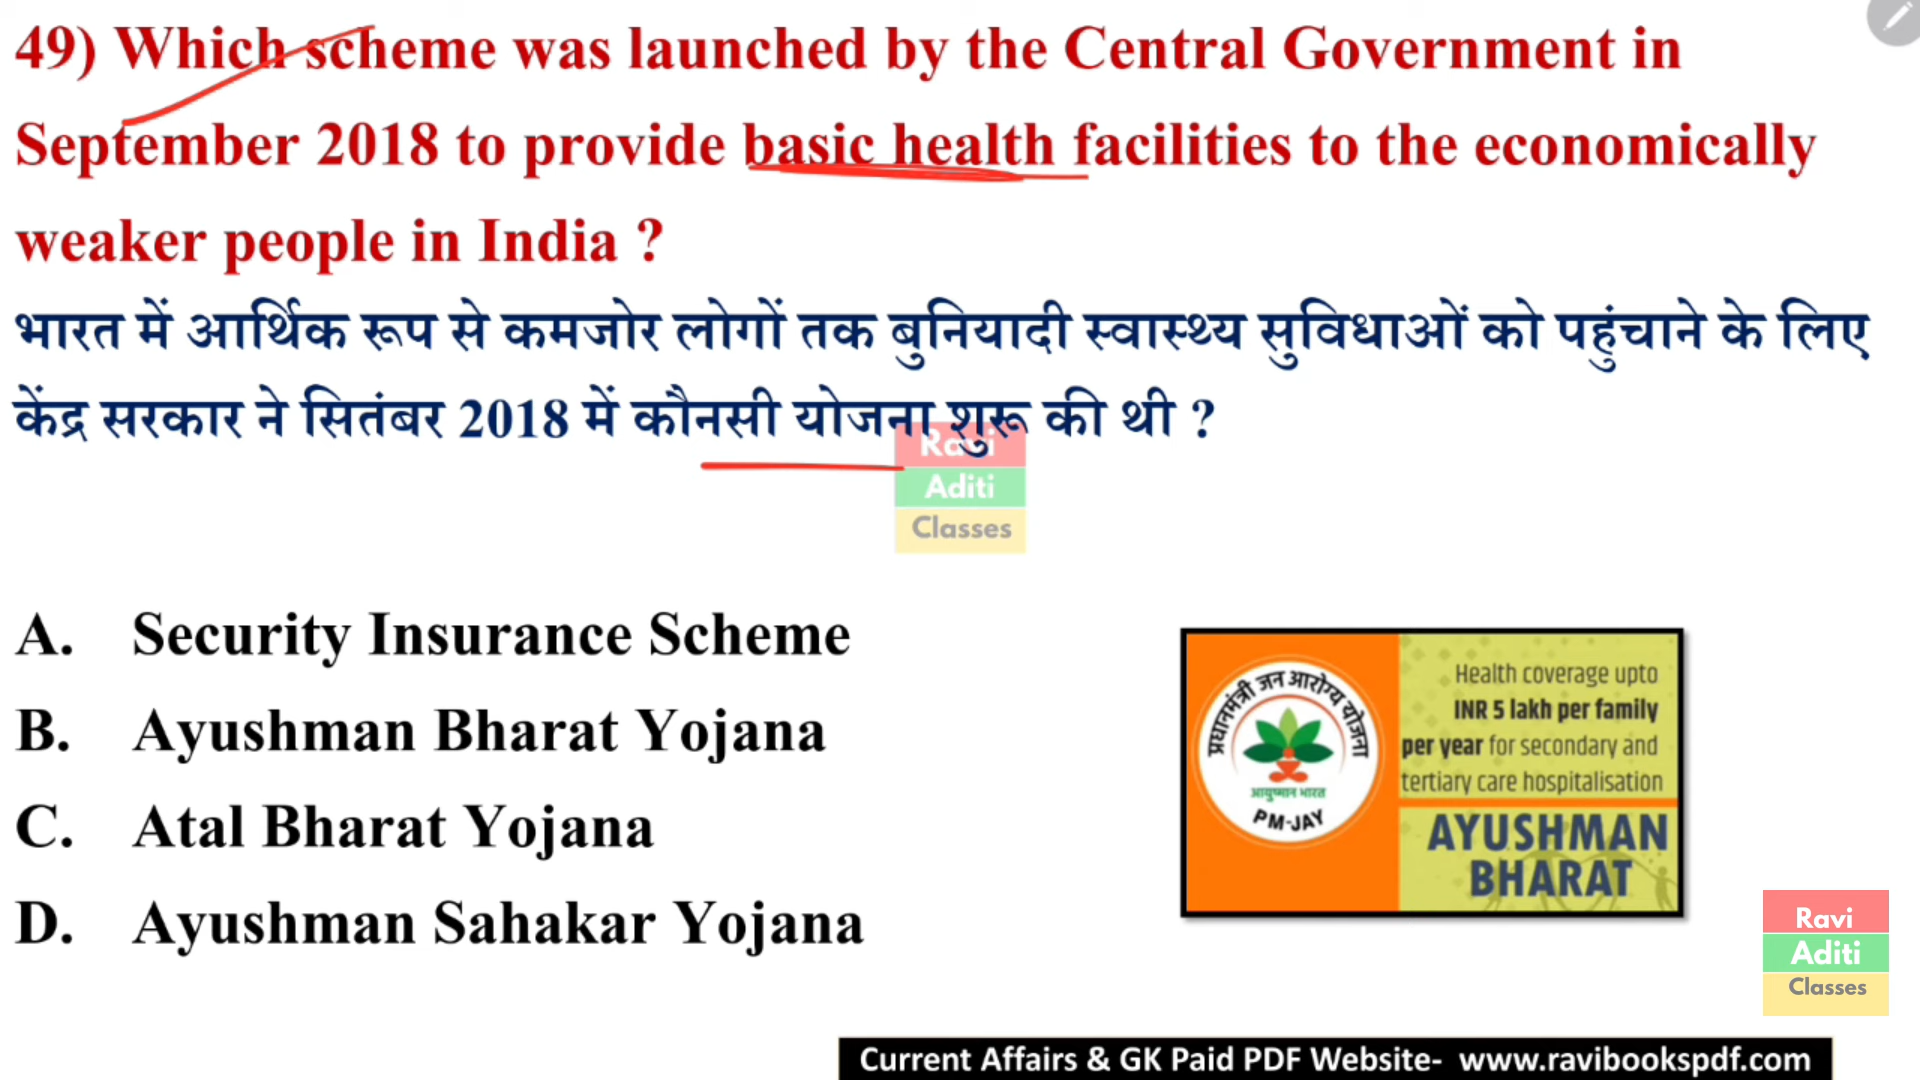 49) Which scheme was launched by the Central Government in
September 2018 to provide basic health facilities to the economically
weaker people in India ?
भारत में आर्थिक रूप से कमजोर लोगों तक बुनियादी स्वास्थ्य सुविधाओं को पहुंचाने के लिए
केंद्र सरकार ने सितंबर 2018 में कौनसी योजना शुरू की थी ?
Ravi
Aditi
Classes
A. Security Insurance Scheme
B. Ayushman Bharat Yojana
C. Atal Bharat Yojana
D. Ayushman Sahakar Yojana
प्रधानमंत्री जन आरोग्य योजना
आयुष्मान भारत
PM-JAY
Health coverage upto
INR 5 lakh per family
per year for secondary and
tertiary care hospitalisation
AYUSHMAN
BHARAT
Ravi
Aditi
Classes
Current Affairs & GK Paid PDF Website- www.ravibookspdf.com